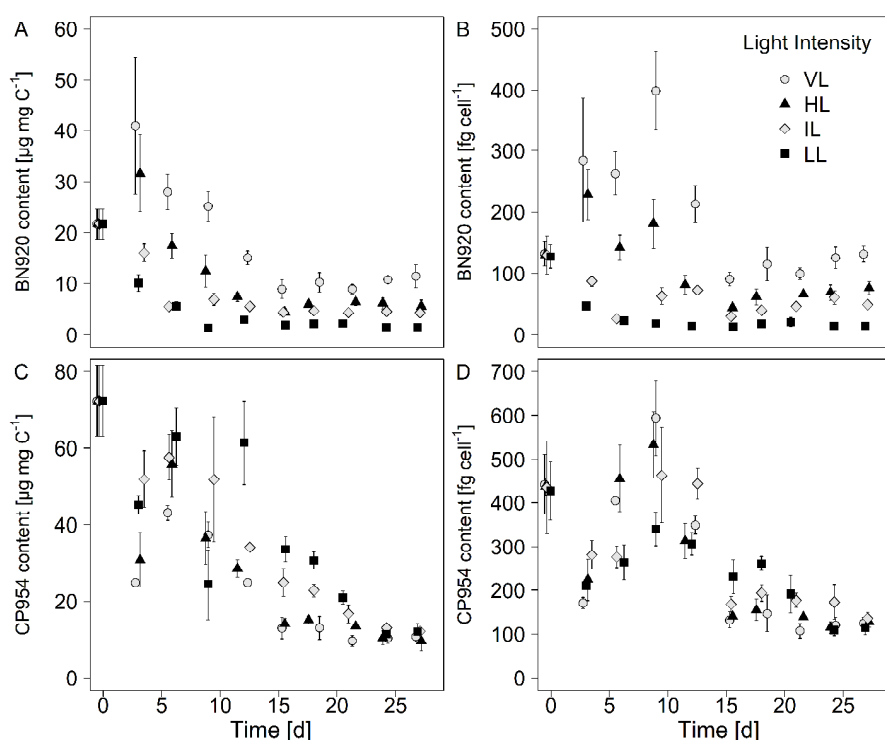 A
BN920 content [µg mg C⁻¹]
60
50
40
30
20
10
0
B
BN920 content [fg cell⁻¹]
500
400
300
200
100
0
Light Intensity
VL
HL
IL
LL
C
CP954 content [µg mg C⁻¹]
80
60
40
20
0
0 5 10 15 20 25
Time [d]
D
CP954 content [fg cell⁻¹]
700
600
500
400
300
200
100
0
0 5 10 15 20 25
Time [d]